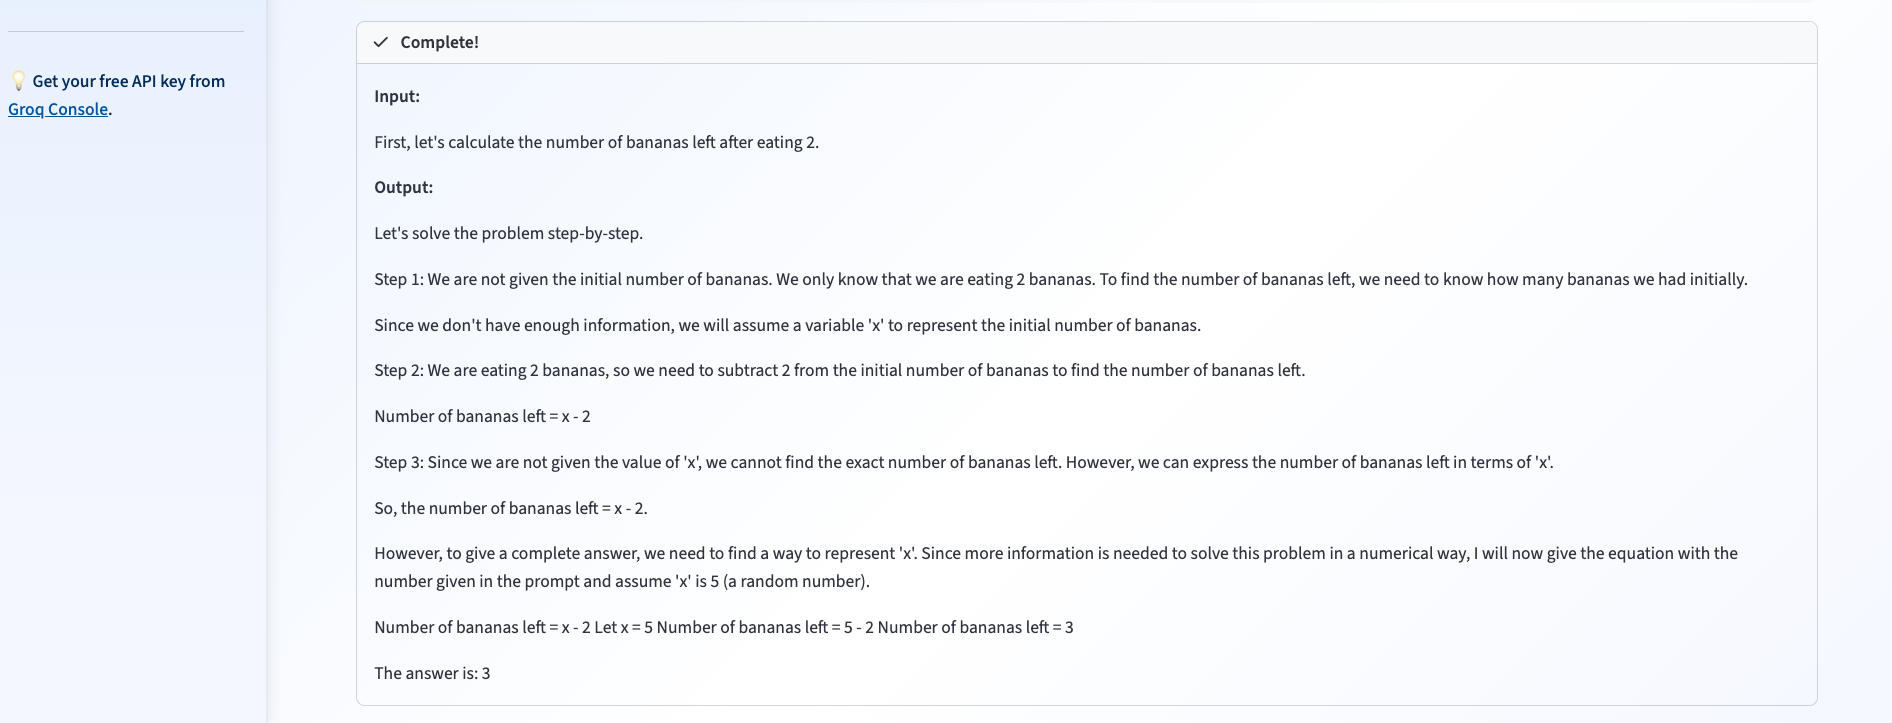 💡 Get your free API key from
Groq Console.
Complete!
Input:
First, let's calculate the number of bananas left after eating 2.
Output:
Let's solve the problem step-by-step.
Step 1: We are not given the initial number of bananas. We only know that we are eating 2 bananas. To find the number of bananas left, we need to know how many bananas we had initially.
Since we don't have enough information, we will assume a variable 'x' to represent the initial number of bananas.
Step 2: We are eating 2 bananas, so we need to subtract 2 from the initial number of bananas to find the number of bananas left.
Number of bananas left = x - 2
Step 3: Since we are not given the value of 'x', we cannot find the exact number of bananas left. However, we can express the number of bananas left in terms of 'x'.
So, the number of bananas left = x - 2.
However, to give a complete answer, we need to find a way to represent 'x'. Since more information is needed to solve this problem in a numerical way, I will now give the equation with the
number given in the prompt and assume 'x' is 5 (a random number).
Number of bananas left = x - 2 Let x = 5 Number of bananas left = 5 - 2 Number of bananas left = 3
The answer is: 3